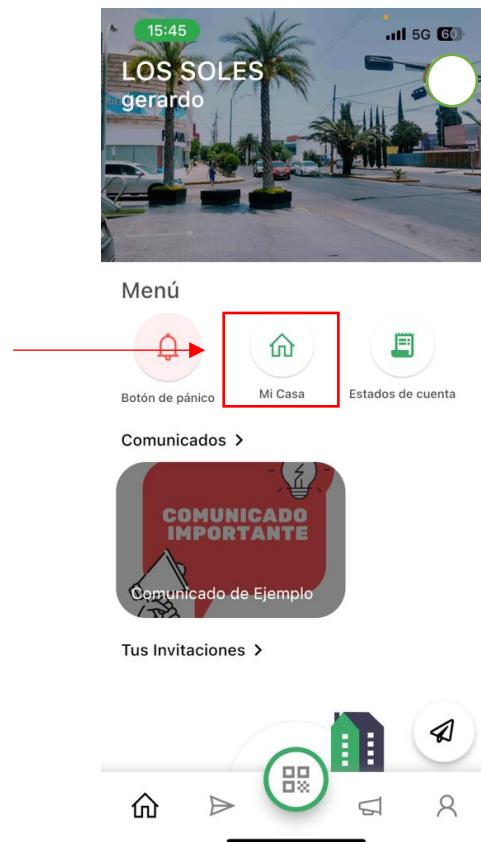 15:45
5G 60
LOS SOLES
gerardo
Menú
Botón de pánico
Mi Casa
Estados de cuenta
Comunicados >
COMUNICADO
IMPORTANTE
Comunicado de Ejemplo
Tus Invitaciones >